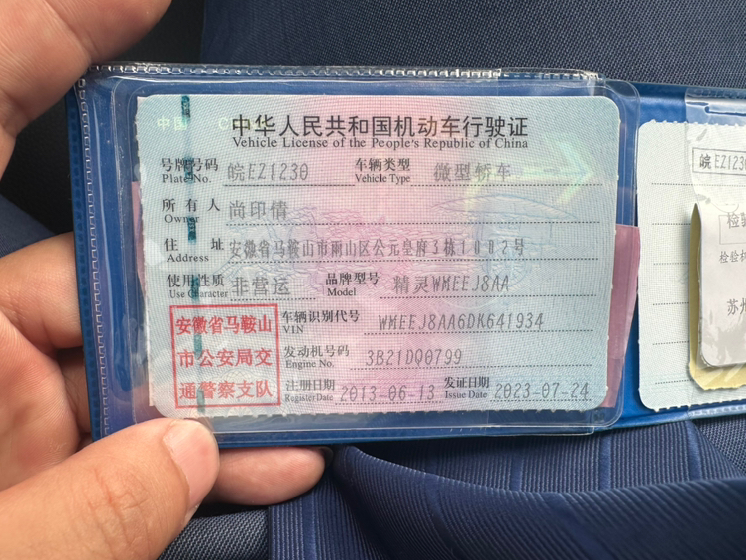 中国 C
中华人民共和国机动车行驶证
Vehicle License of the People's Republic of China
号牌号码 皖EZ1230 车辆类型 微型轿车
Plate No. Vehicle Type
所有人 尚印倩
Owner
住址 安徽省马鞍山市雨山区公元皇府3栋1002号
Address
使用性质 非营运 品牌型号 精灵WMEEJ8AA
Use Character Model
安徽省马鞍山
市公安局交
通警察支队
车辆识别代号 WMEEJ8AA6DK641934
VIN
发动机号码 3B21DQ0799
Engine No.
注册日期 2013-06-13 发证日期 2023-07-24
Register Date Issue Date
皖EZ123
检验
苏州